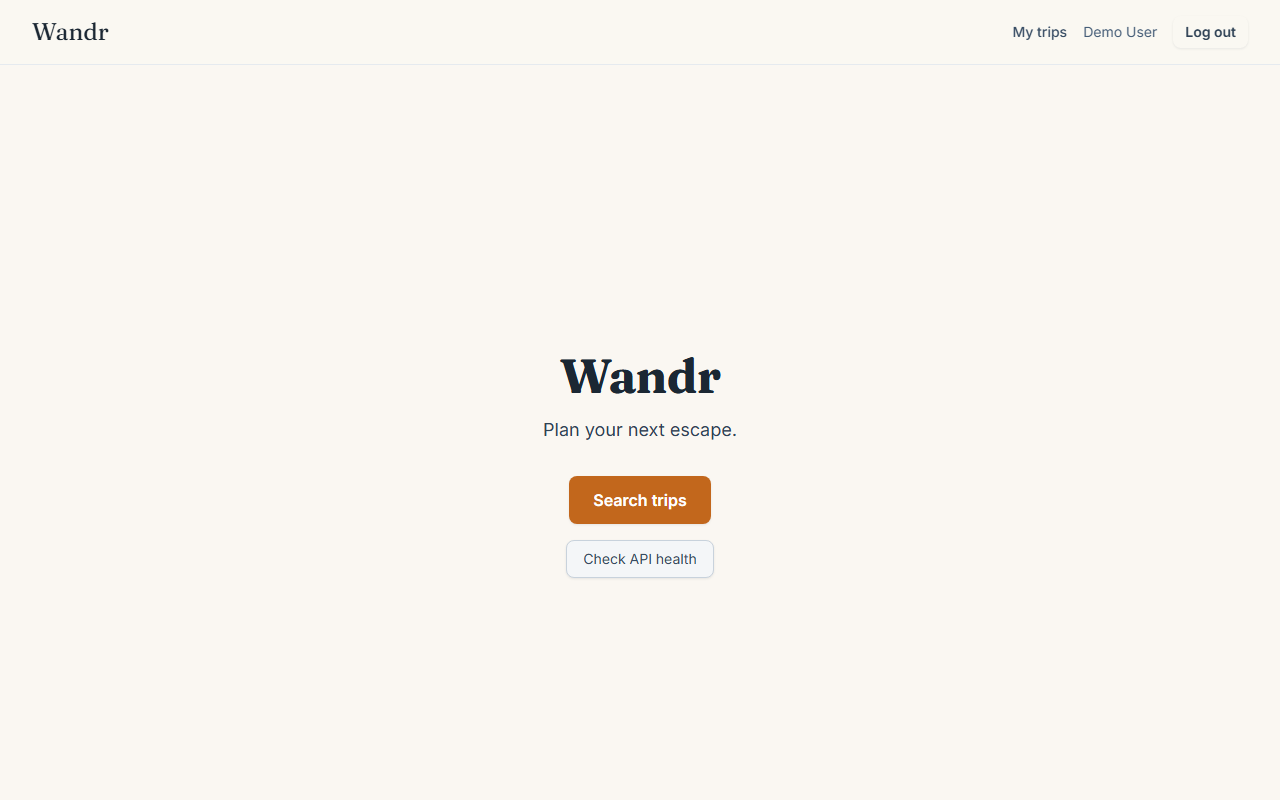 Wandr
My trips Demo User Log out
Wandr
Plan your next escape.
Search trips
Check API health